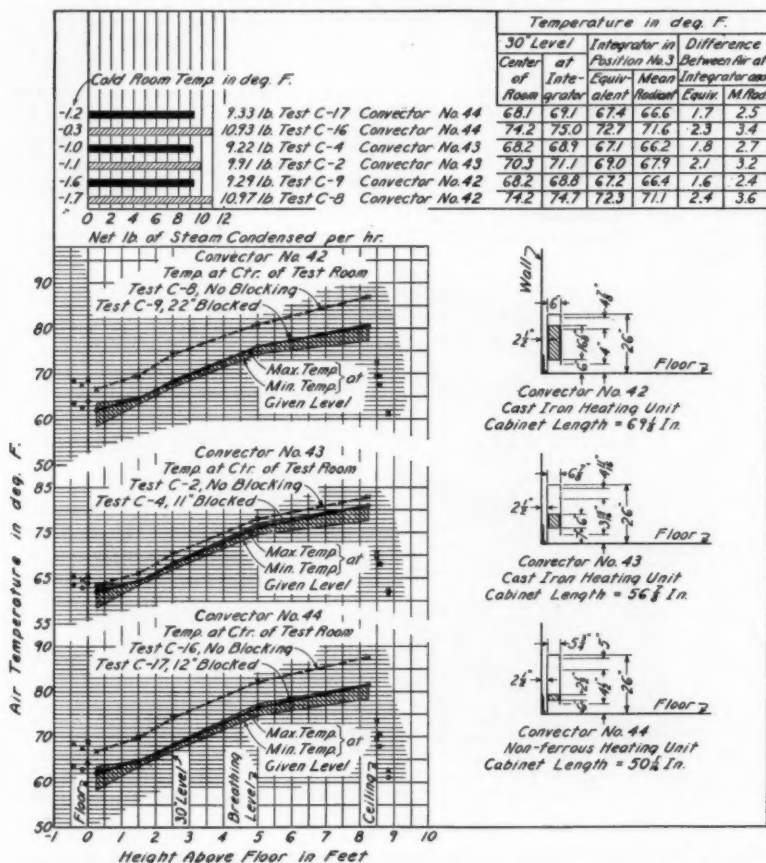 Temperature in deg. F.
30" Level
Integrator in Position No.3
Difference Between Air at Integrator and
Center of Room
at Inte-grator
Equiv-alent
Mean Radiant
Equiv.
M.Rad.
Cold Room Temp. in deg. F.
-1.2 9.33 lb. Test C-17 Convector No.44 68.1 69.1 67.4 66.6 1.7 2.5
-0.3 10.93 lb. Test C-16 Convector No.44 74.2 75.0 72.7 71.6 2.3 3.4
-1.0 9.22 lb. Test C-4 Convector No.43 68.2 68.9 67.1 66.2 1.8 2.7
-1.1 9.91 lb. Test C-2 Convector No.43 70.3 71.1 69.0 67.9 2.1 3.2
-1.6 9.29 lb. Test C-9 Convector No.42 68.2 68.8 67.2 66.4 1.6 2.4
-1.7 10.97 lb. Test C-8 Convector No.42 74.2 74.7 72.3 71.1 2.4 3.6
0 2 4 6 8 10 12
Net lb. of Steam Condensed per hr.
Air Temperature in deg. F.
Convector No. 42
Temp. at Ctr. of Test Room
Test C-8, No Blocking
Test C-9, 22" Blocked
Max. Temp.
Min. Temp.
at Given Level
90
80
70
60
50
Convector No. 43
Temp. at Ctr. of Test Room
Test C-2, No Blocking
Test C-4, 11" Blocked
Max. Temp.
Min. Temp.
at Given Level
85
75
65
55
Convector No.44
Temp. at Ctr. of Test Room
Test C-16, No Blocking
Test C-17, 12" Blocked
Max. Temp.
Min. Temp.
at Given Level
90
80
70
60
50
Floor
30" Level
Breathing Level
Ceiling
-1 0 1 2 3 4 5 6 7 8 9 10
Height Above Floor in Feet
Wall
6"
26"
4"
6"
Floor
Convector No. 42
Cast Iron Heating Unit
Cabinet Length = 69⅛ In.
26"
6"
Floor
Convector No. 43
Cast Iron Heating Unit
Cabinet Length = 56⅞ In.
5"
26"
Floor
Convector No. 44
Non-ferrous Heating Unit